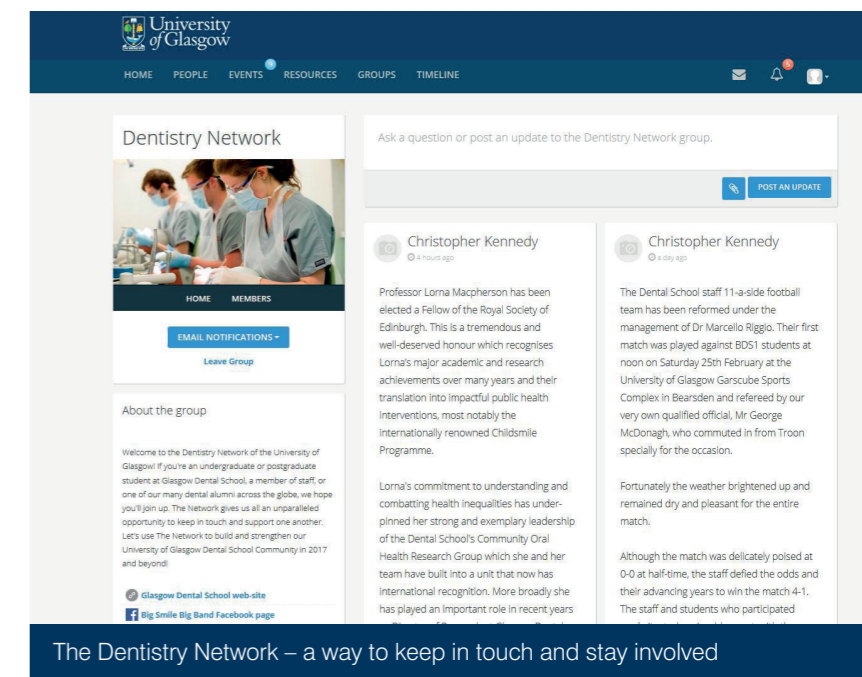 University
of Glasgow
HOME PEOPLE EVENTS RESOURCES GROUPS TIMELINE
Dentistry Network
HOME MEMBERS
EMAIL NOTIFICATIONS
Leave Group
About the group
Welcome to the Dentistry Network of the University of
Glasgow! If you're an undergraduate or postgraduate
student at Glasgow Dental School, a member of staff, or
one of our many dental alumni across the globe, we hope
you'll join up. The Network gives us all an unparalleled
opportunity to keep in touch and support one another.
Let's use The Network to build and strengthen our
University of Glasgow Dental School Community in 2017
and beyond!
Glasgow Dental School web-site
Big Smile Big Band Facebook page
Ask a question or post an update to the Dentistry Network group.
POST AN UPDATE
Christopher Kennedy
4 hours ago
Professor Lorna Macpherson has been
elected a Fellow of the Royal Society of
Edinburgh. This is a tremendous and
well-deserved honour which recognises
Lorna's major academic and research
achievements over many years and their
translation into impactful public health
interventions, most notably the
internationally renowned Childsmile
Programme.
Lorna's commitment to understanding and
combatting health inequalities has under-
pinned her strong and exemplary leadership
of the Dental School's Community Oral
Health Research Group which she and her
team have built into a unit that now has
international recognition. More broadly she
has played an important role in recent years
Christopher Kennedy
a day ago
The Dental School staff 11-a-side football
team has been reformed under the
management of Dr Marcello Riggio. Their first
match was played against BDS1 students at
noon on Saturday 25th February at the
University of Glasgow Garscube Sports
Complex in Bearsden and refereed by our
very own qualified official, Mr George
McDonagh, who commuted in from Troon
specially for the occasion.
Fortunately the weather brightened up and
remained dry and pleasant for the entire
match.
Although the match was delicately poised at
0-0 at half-time, the staff defied the odds and
their advancing years to win the match 4-1.
The staff and students who participated
The Dentistry Network – a way to keep in touch and stay involved